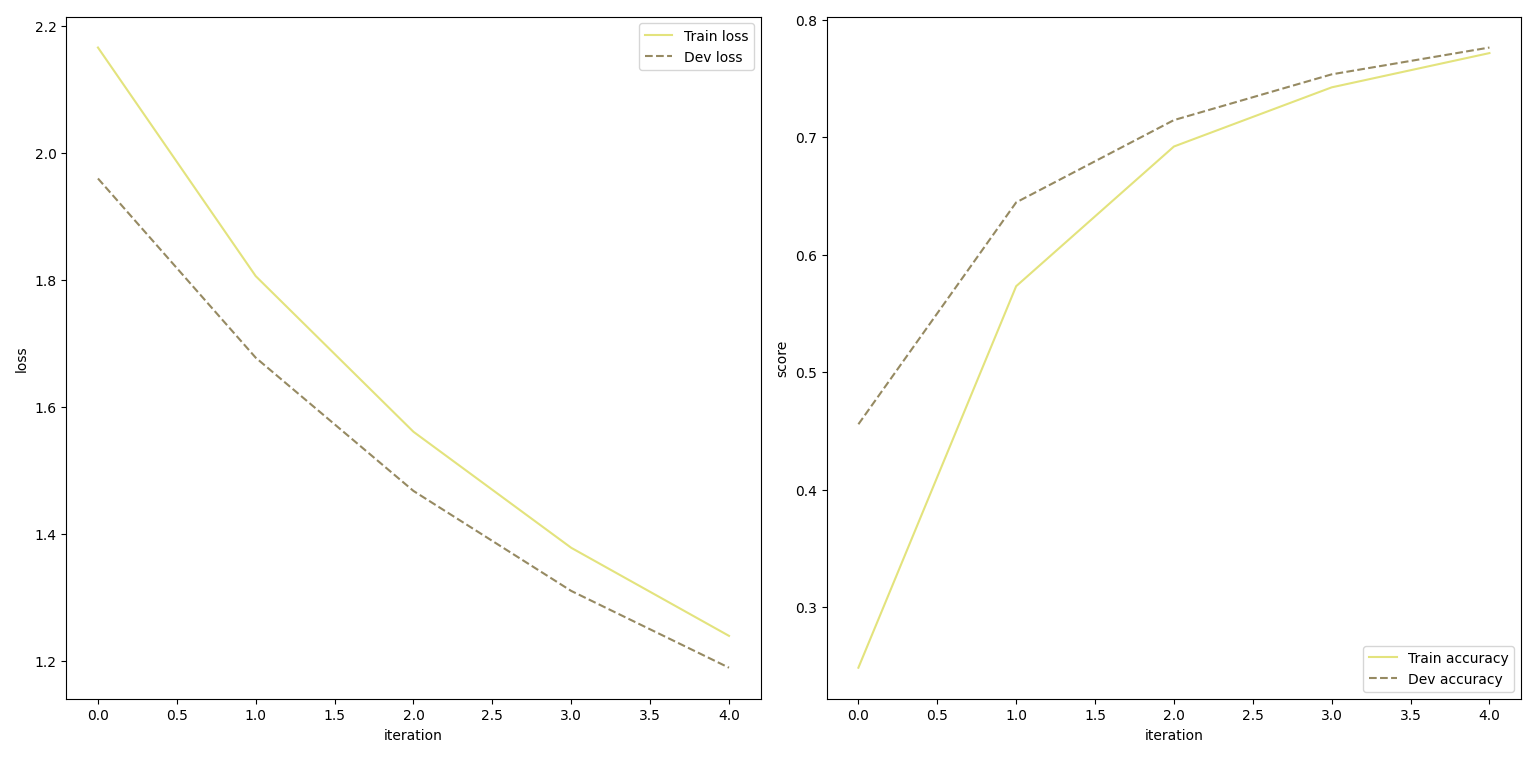 2.2
2.0
1.8
1.6
1.4
1.2
loss
0.0 0.5 1.0 1.5 2.0 2.5 3.0 3.5 4.0
iteration
Train loss
Dev loss
0.8
0.7
0.6
0.5
0.4
0.3
score
0.0 0.5 1.0 1.5 2.0 2.5 3.0 3.5 4.0
iteration
Train accuracy
Dev accuracy